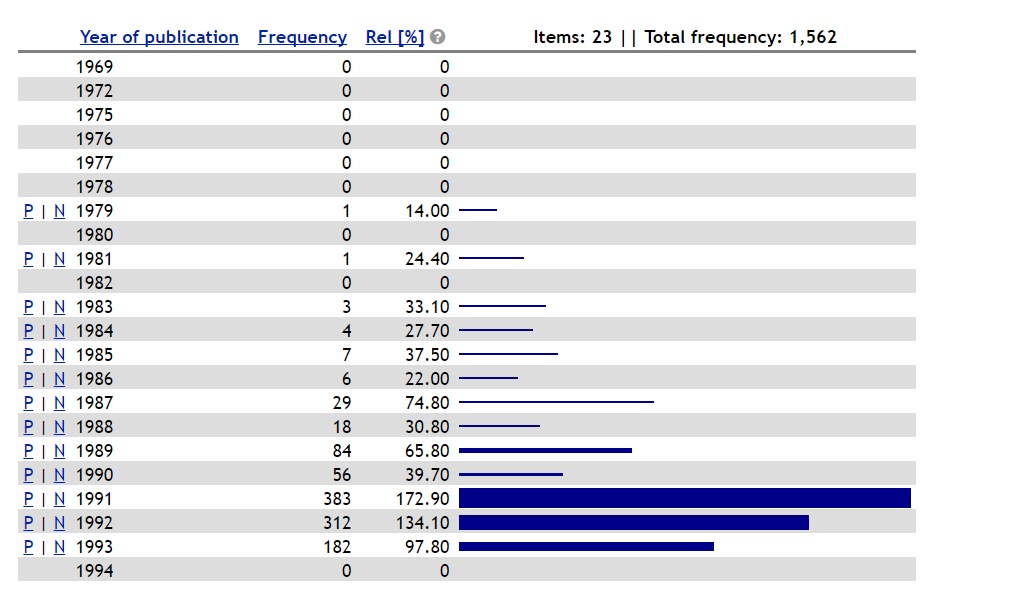 Year of publication Frequency Rel [%] ? Items: 23 || Total frequency: 1,562
1969 0 0
1972 0 0
1975 0 0
1976 0 0
1977 0 0
1978 0 0
P | N 1979 1 14.00
1980 0 0
P | N 1981 1 24.40
1982 0 0
P | N 1983 3 33.10
P | N 1984 4 27.70
P | N 1985 7 37.50
P | N 1986 6 22.00
P | N 1987 29 74.80
P | N 1988 18 30.80
P | N 1989 84 65.80
P | N 1990 56 39.70
P | N 1991 383 172.90
P | N 1992 312 134.10
P | N 1993 182 97.80
1994 0 0